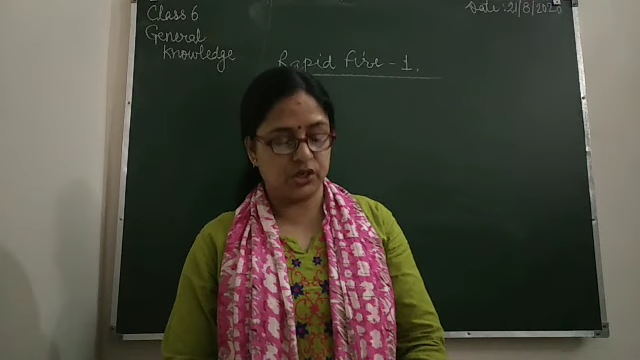 Class 6
Date : 21/8/2020
General
Knowledge
Rapid fire - 1.